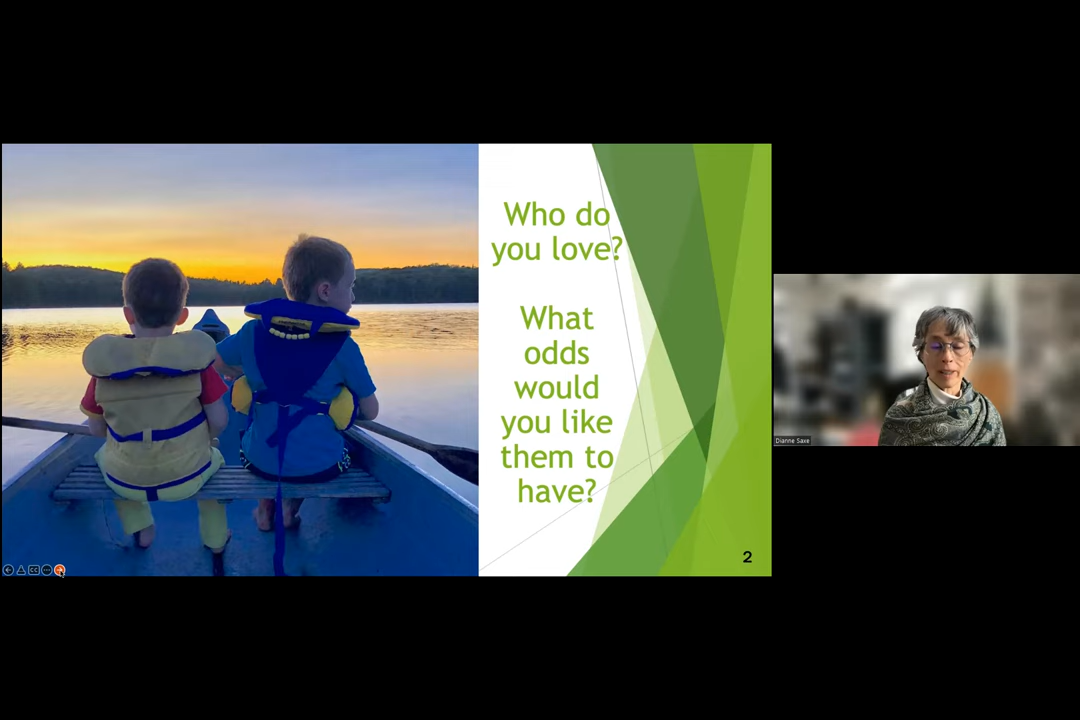 Who do
you love?
What
odds
would
you like
them to
have?
2
Dianne Saxe